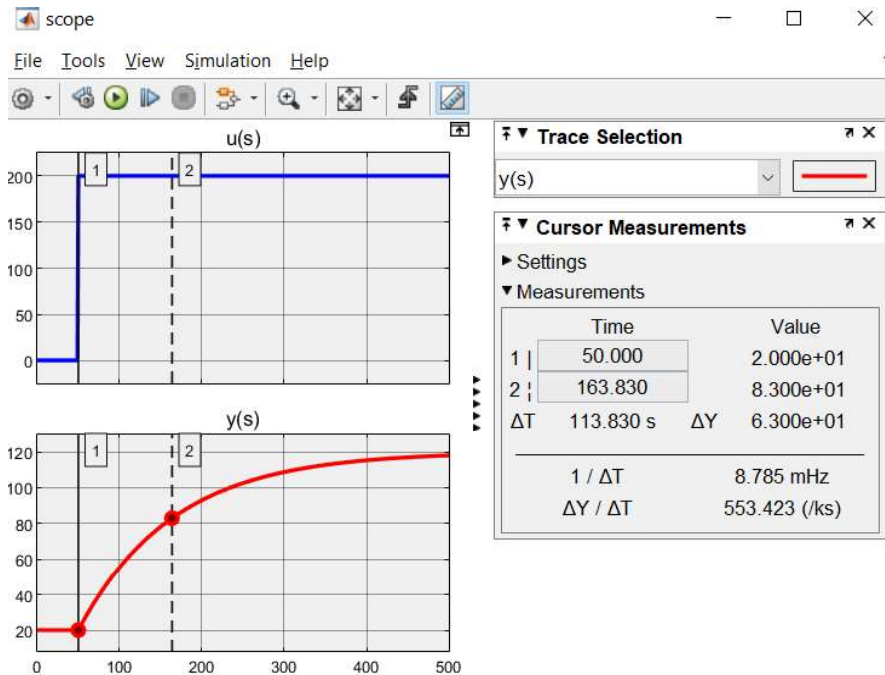 scope
File Tools View Simulation Help
u(s)
1 2
200
150
100
50
0
y(s)
1 2
120
100
80
60
40
20
0 100 200 300 400 500
Trace Selection
y(s)
Cursor Measurements
Settings
Measurements
Time Value
1 | 50.000 2.000e+01
2 ¦ 163.830 8.300e+01
ΔT 113.830 s ΔY 6.300e+01
1 / ΔT 8.785 mHz
ΔY / ΔT 553.423 (/ks)